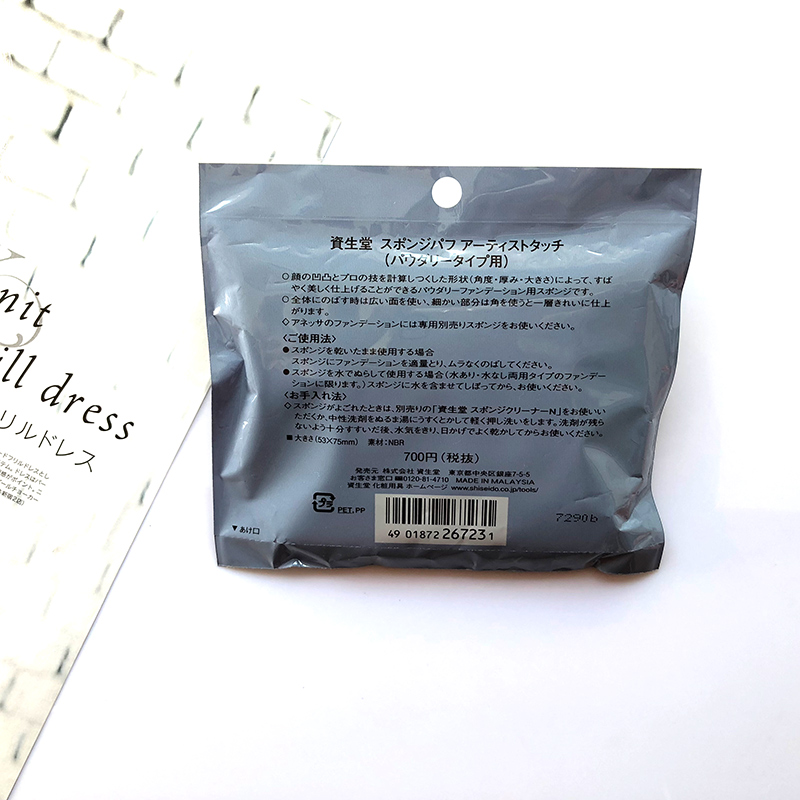 資生堂 スポンジパフ アーティストタッチ
（パウダリータイプ用）
○ 顔の凹凸とプロの技を計算しつくした形状（角度・厚み・大きさ）によって、すば
やく美しく仕上げることができるパウダリーファンデーション用スポンジです。
○ 全体にのばす時は広い面を使い、細かい部分は角を使うと一層きれいに仕上
がります。
◇ アネッサのファンデーションには専用別売りスポンジをお使いください。
〈ご使用法〉
● スポンジを乾いたまま使用する場合
スポンジにファンデーションを適量とり、ムラなくのばしてください。
● スポンジを水でぬらして使用する場合（水あり・水なし両用タイプのファンデー
ションに限ります。）スポンジに水を含ませてしぼってから、お使いください。
〈お手入れ法〉
◇ スポンジがよごれたときは、別売りの「資生堂 スポンジクリーナーN」をお使いい
ただくか、中性洗剤をぬるま湯にうすくとかして軽く押し洗いをします。洗剤が残ら
ないよう十分すすいだ後、水気をきり、日かげでよく乾かしてからお使いください。
■ 大きさ（53×75mm） 素材：NBR
700円（税抜）
発売元 株式会社 資生堂 東京都中央区銀座7-5-5
お客さま窓口 0120-81-4710 MADE IN MALAYSIA
資生堂 化粧用具 ホームページ www.shiseido.co.jp/tools/
プラ PET,PP
▼あけ口
49 01872 267231
7290b
nit
ill dress
リルドレス